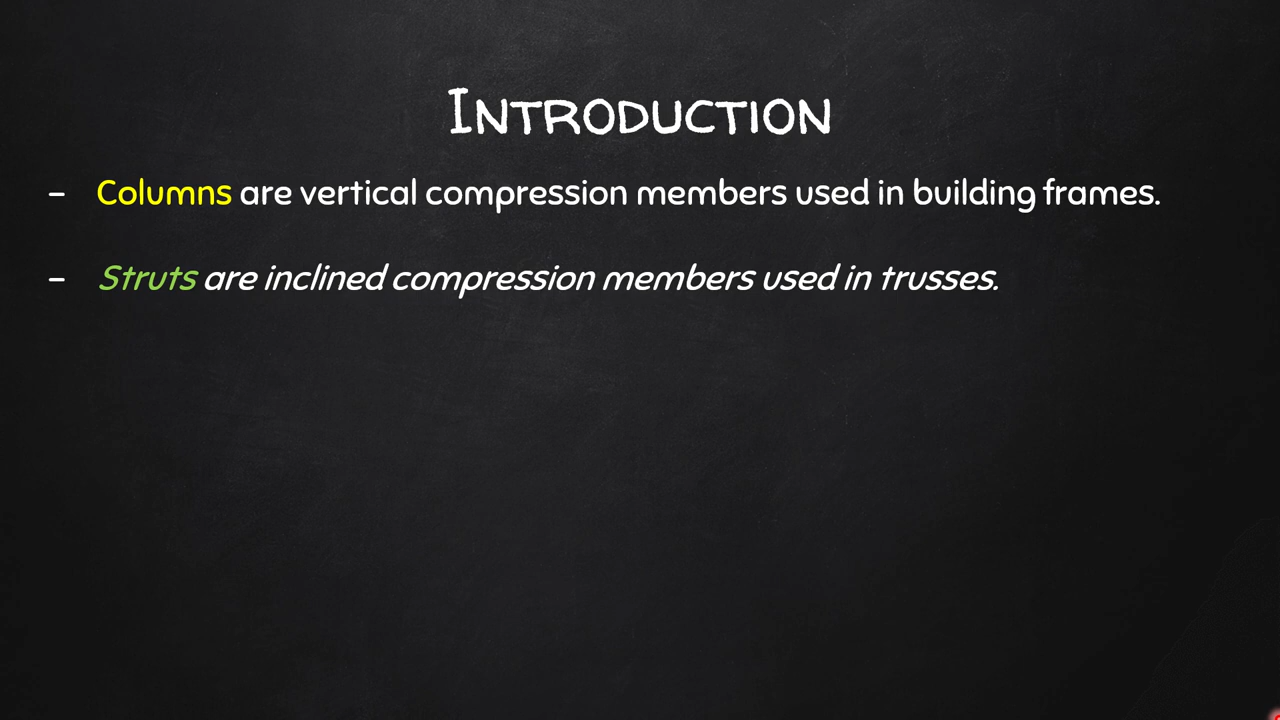 Introduction
- Columns are vertical compression members used in building frames.
- Struts are inclined compression members used in trusses.